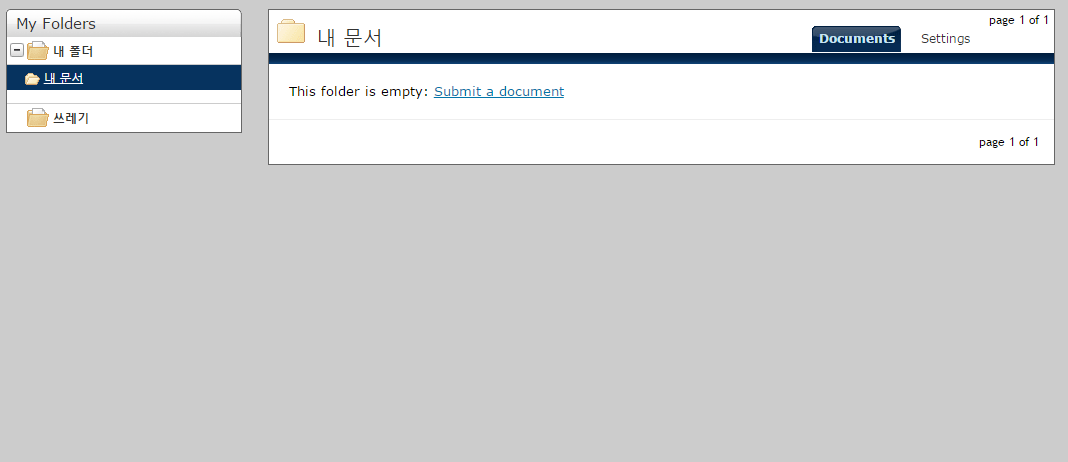 My Folders
내 폴더
내 문서
쓰레기
page 1 of 1
내 문서
Documents
Settings
This folder is empty: Submit a document
page 1 of 1